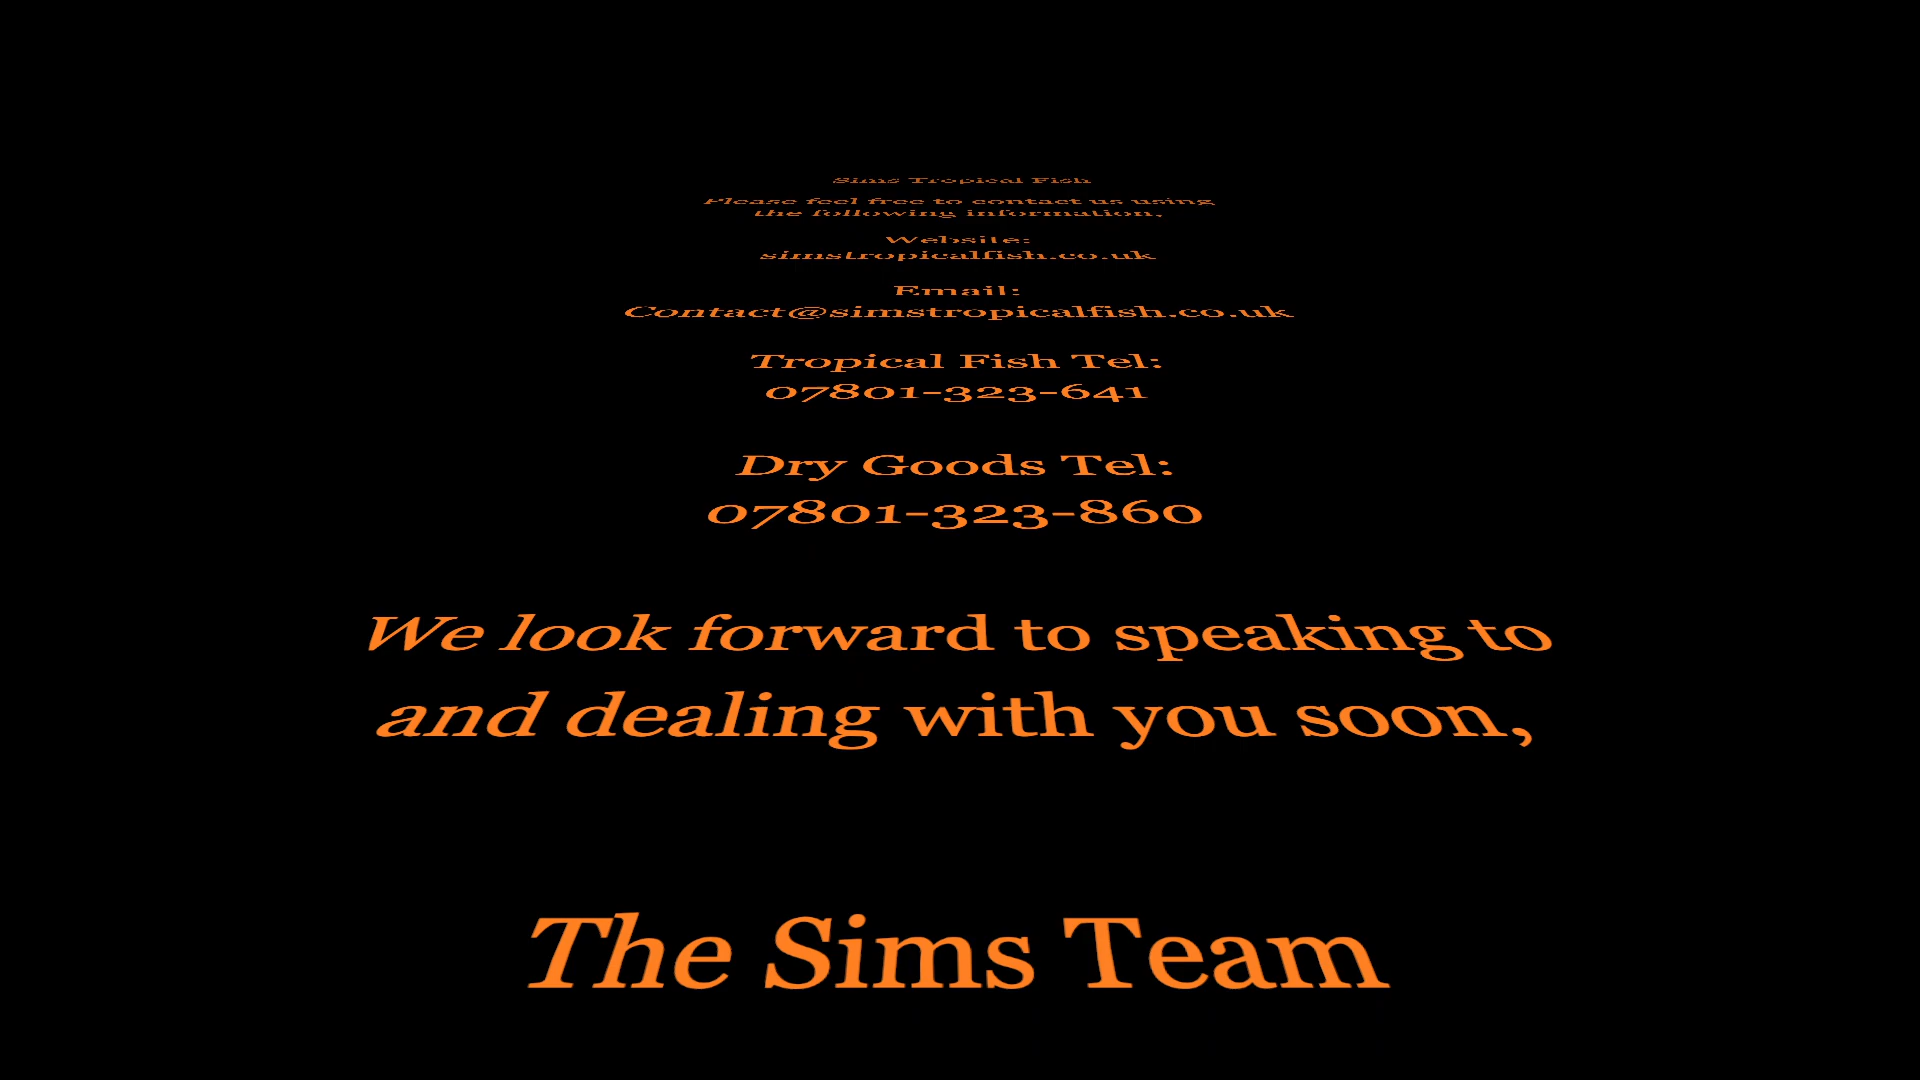 Sims Tropical Fish
Please feel free to contact us using
the following information,
Website:
simstropicalfish.co.uk
Email:
Contact@simstropicalfish.co.uk
Tropical Fish Tel:
07801-323-641
Dry Goods Tel:
07801-323-860
We look forward to speaking to
and dealing with you soon,
The Sims Team